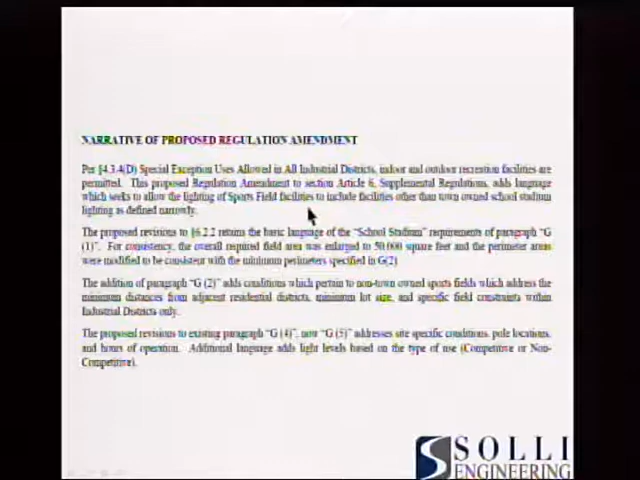 NARRATIVE OF PROPOSED REGULATION AMENDMENT
Per §4.3.4(D) Special Exception Uses Allowed in All Industrial Districts, indoor and outdoor recreation facilities are
permitted. This proposed Regulation Amendment to section Article 6, Supplemental Regulations, adds language
which seeks to allow the lighting of Sports Field facilities to include facilities other than town owned school stadium
lighting as defined narrowly.
The proposed revisions to §6.2.2 retains the basic language of the "School Stadium" requirements of paragraph "G
(1)". For consistency, the overall required field area was enlarged to 50,000 square feet and the perimeter areas
were modified to be consistent with the minimum perimeters specified in G(2)
The addition of paragraph "G (2)" adds conditions which pertain to non-town owned sports fields which address the
minimum distances from adjacent residential districts, minimum lot size, and specific field constraints within
Industrial Districts only.
The proposed revisions to existing paragraph "G (4)", now "G (5)" addresses site specific conditions, pole locations,
and hours of operation. Additional language adds light levels based on the type of use (Competitive or Non-
Competitive).
SOLLI
ENGINEERING